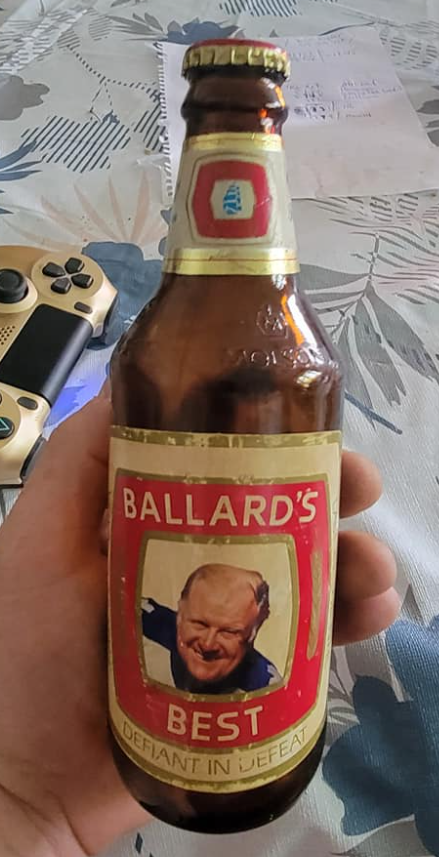 MOLSON
BALLARD'S
BEST
DEFIANT IN DEFEAT